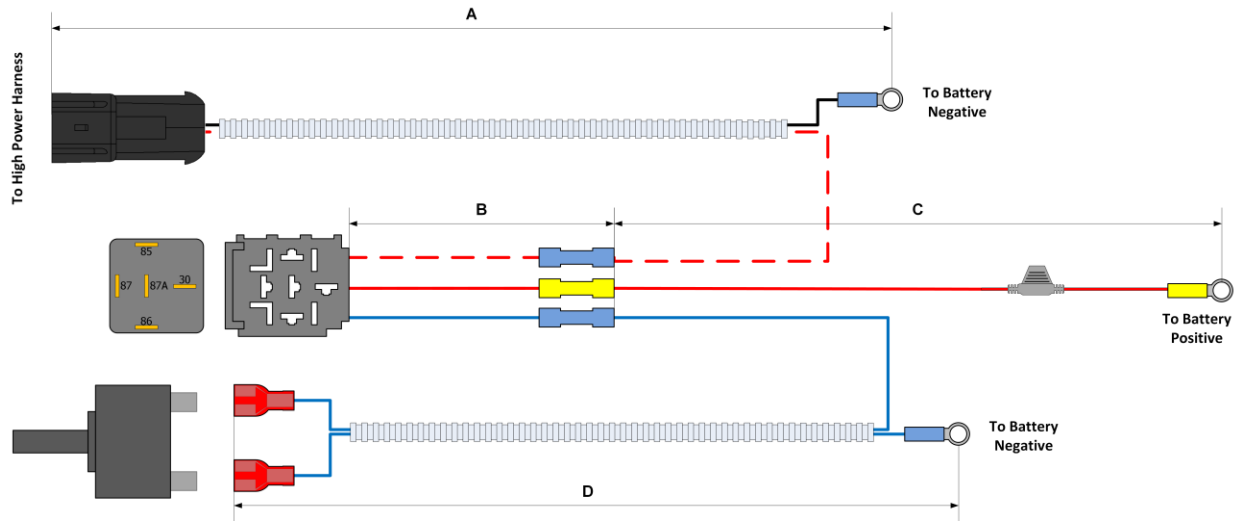 A
To High Power Harness
To Battery
Negative
B
C
85
87
87A
30
86
To Battery
Positive
To Battery
Negative
D